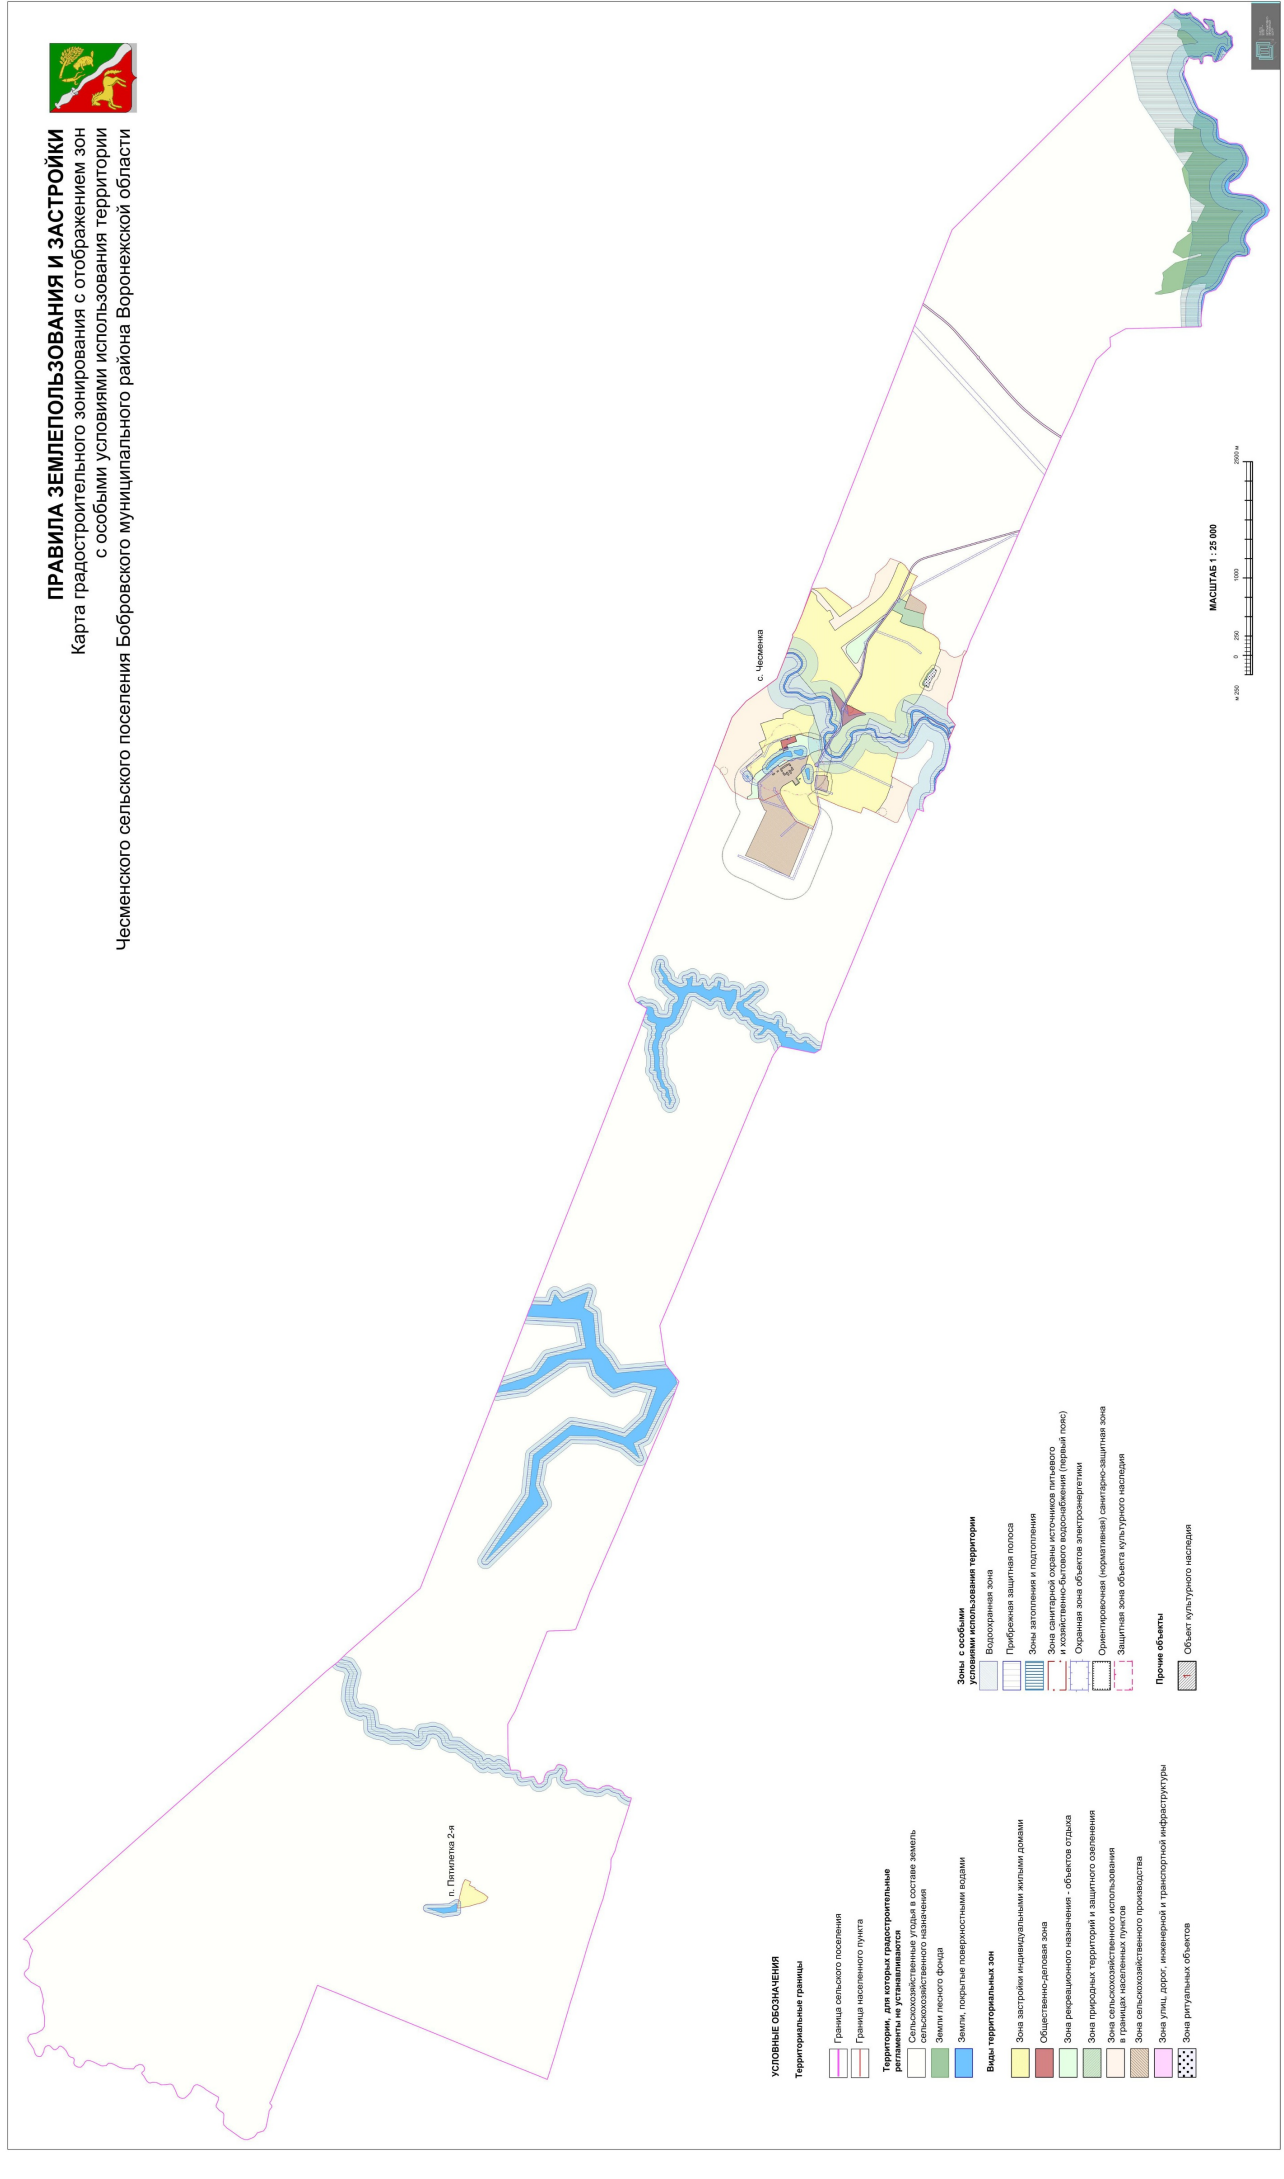 ПРАВИЛА ЗЕМЛЕПОЛЬЗОВАНИЯ И ЗАСТРОЙКИ
Карта градостроительного зонирования с отображением зон
с особыми условиями использования территории
Чесменского сельского поселения Бобровского муниципального района Воронежской области
с. Чесменка
п. Пятилетка 2-я
МАСШТАБ 1 : 25 000
м 250
0
250
1000
2500 м
УСЛОВНЫЕ ОБОЗНАЧЕНИЯ
Территориальные границы
Граница сельского поселения
Граница населенного пункта
Территории, для которых градостроительные
регламенты не устанавливаются
Сельскохозяйственные угодья в составе земель
сельскохозяйственного назначения
Земли лесного фонда
Земли, покрытые поверхностными водами
Виды территориальных зон
Зона застройки индивидуальными жилыми домами
Общественно-деловая зона
Зона рекреационного назначения - объектов отдыха
Зона природных территорий и защитного озеленения
Зона сельскохозяйственного использования
в границах населенных пунктов
Зона сельскохозяйственного производства
Зона улиц, дорог, инженерной и транспортной инфраструктуры
Зона ритуальных объектов
Зоны с особыми
условиями использования территории
Водоохранная зона
Прибрежная защитная полоса
Зоны затопления и подтопления
Зона санитарной охраны источников питьевого
и хозяйственно-бытового водоснабжения (первый пояс)
Охранная зона объектов электроэнергетики
Ориентировочная (нормативная) санитарно-защитная зона
Защитная зона объекта культурного наследия
Прочие объекты
1
Объект культурного наследия